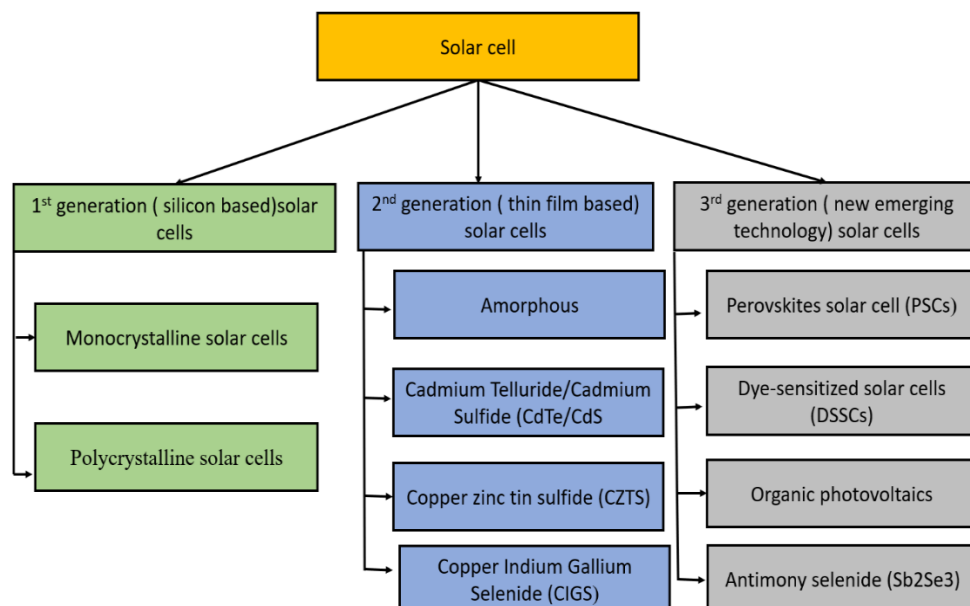 Solar cell
1st generation ( silicon based)solar
cells
Monocrystalline solar cells
Polycrystalline solar cells
2nd generation ( thin film based)
solar cells
Amorphous
Cadmium Telluride/Cadmium
Sulfide (CdTe/CdS
Copper zinc tin sulfide (CZTS)
Copper Indium Gallium
Selenide (CIGS)
3rd generation ( new emerging
technology) solar cells
Perovskites solar cell (PSCs)
Dye-sensitized solar cells
(DSSCs)
Organic photovoltaics
Antimony selenide (Sb2Se3)